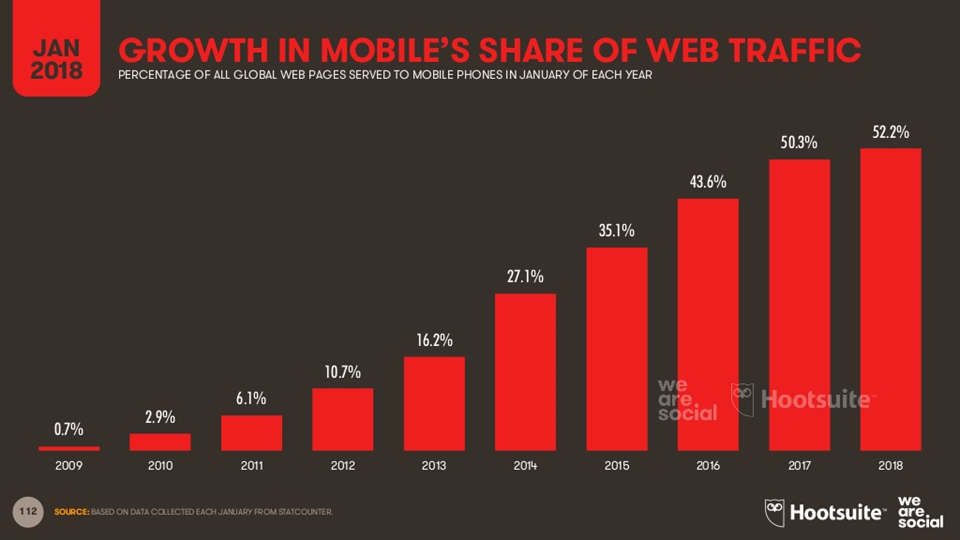 JAN
2018
GROWTH IN MOBILE'S SHARE OF WEB TRAFFIC
PERCENTAGE OF ALL GLOBAL WEB PAGES SERVED TO MOBILE PHONES IN JANUARY OF EACH YEAR
0.7%
2.9%
6.1%
10.7%
16.2%
27.1%
35.1%
43.6%
50.3%
52.2%
we
are
social
Hootsuite™
2009 2010 2011 2012 2013 2014 2015 2016 2017 2018
112
SOURCE: BASED ON DATA COLLECTED EACH JANUARY FROM STATCOUNTER.
Hootsuite™
we
are
social